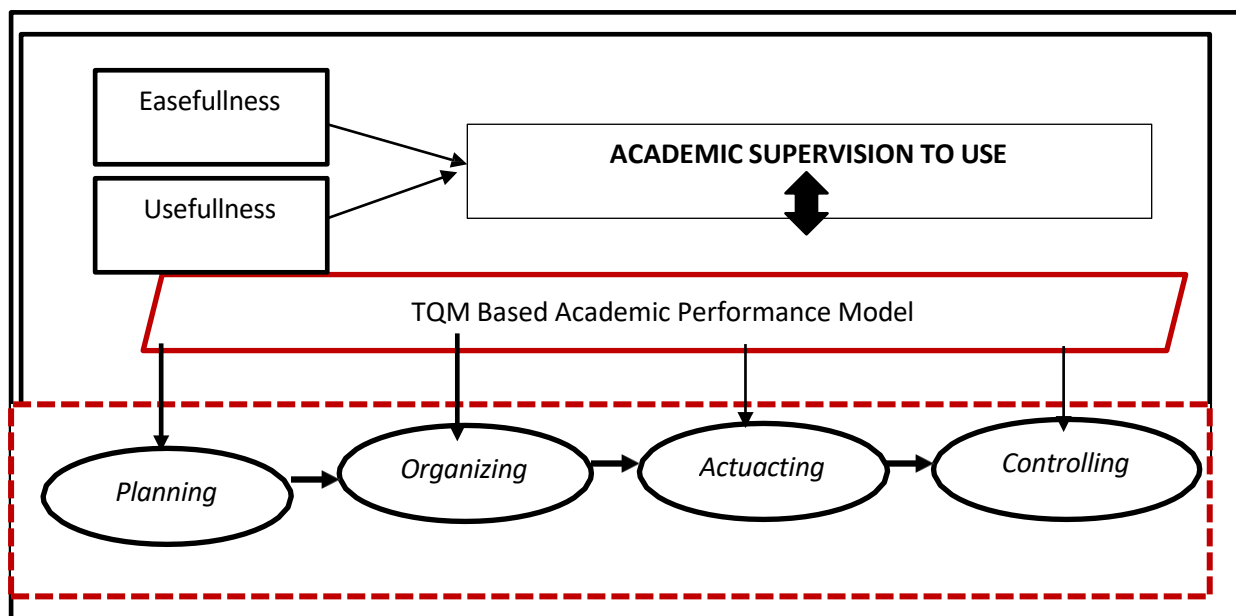 Easefullness
ACADEMIC SUPERVISION TO USE
Usefullness
TQM Based Academic Performance Model
Planning
Organizing
Actuacting
Controlling